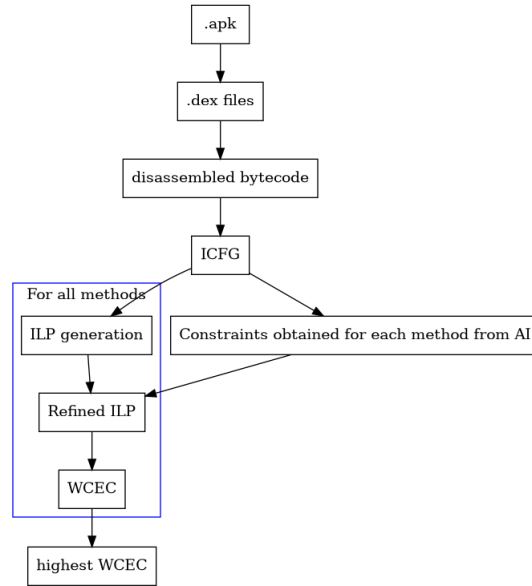 .apk
.dex files
disassembled bytecode
ICFG
For all methods
ILP generation
Constraints obtained for each method from AI
Refined ILP
WCEC
highest WCEC